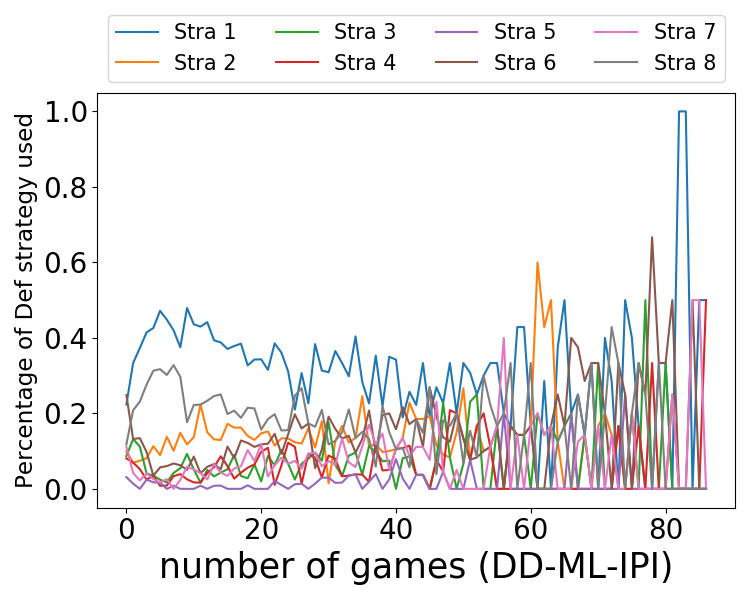 Stra 1 Stra 3 Stra 5 Stra 7
Stra 2 Stra 4 Stra 6 Stra 8
Percentage of Def strategy used
1.0
0.8
0.6
0.4
0.2
0.0
0 20 40 60 80
number of games (DD-ML-IPI)